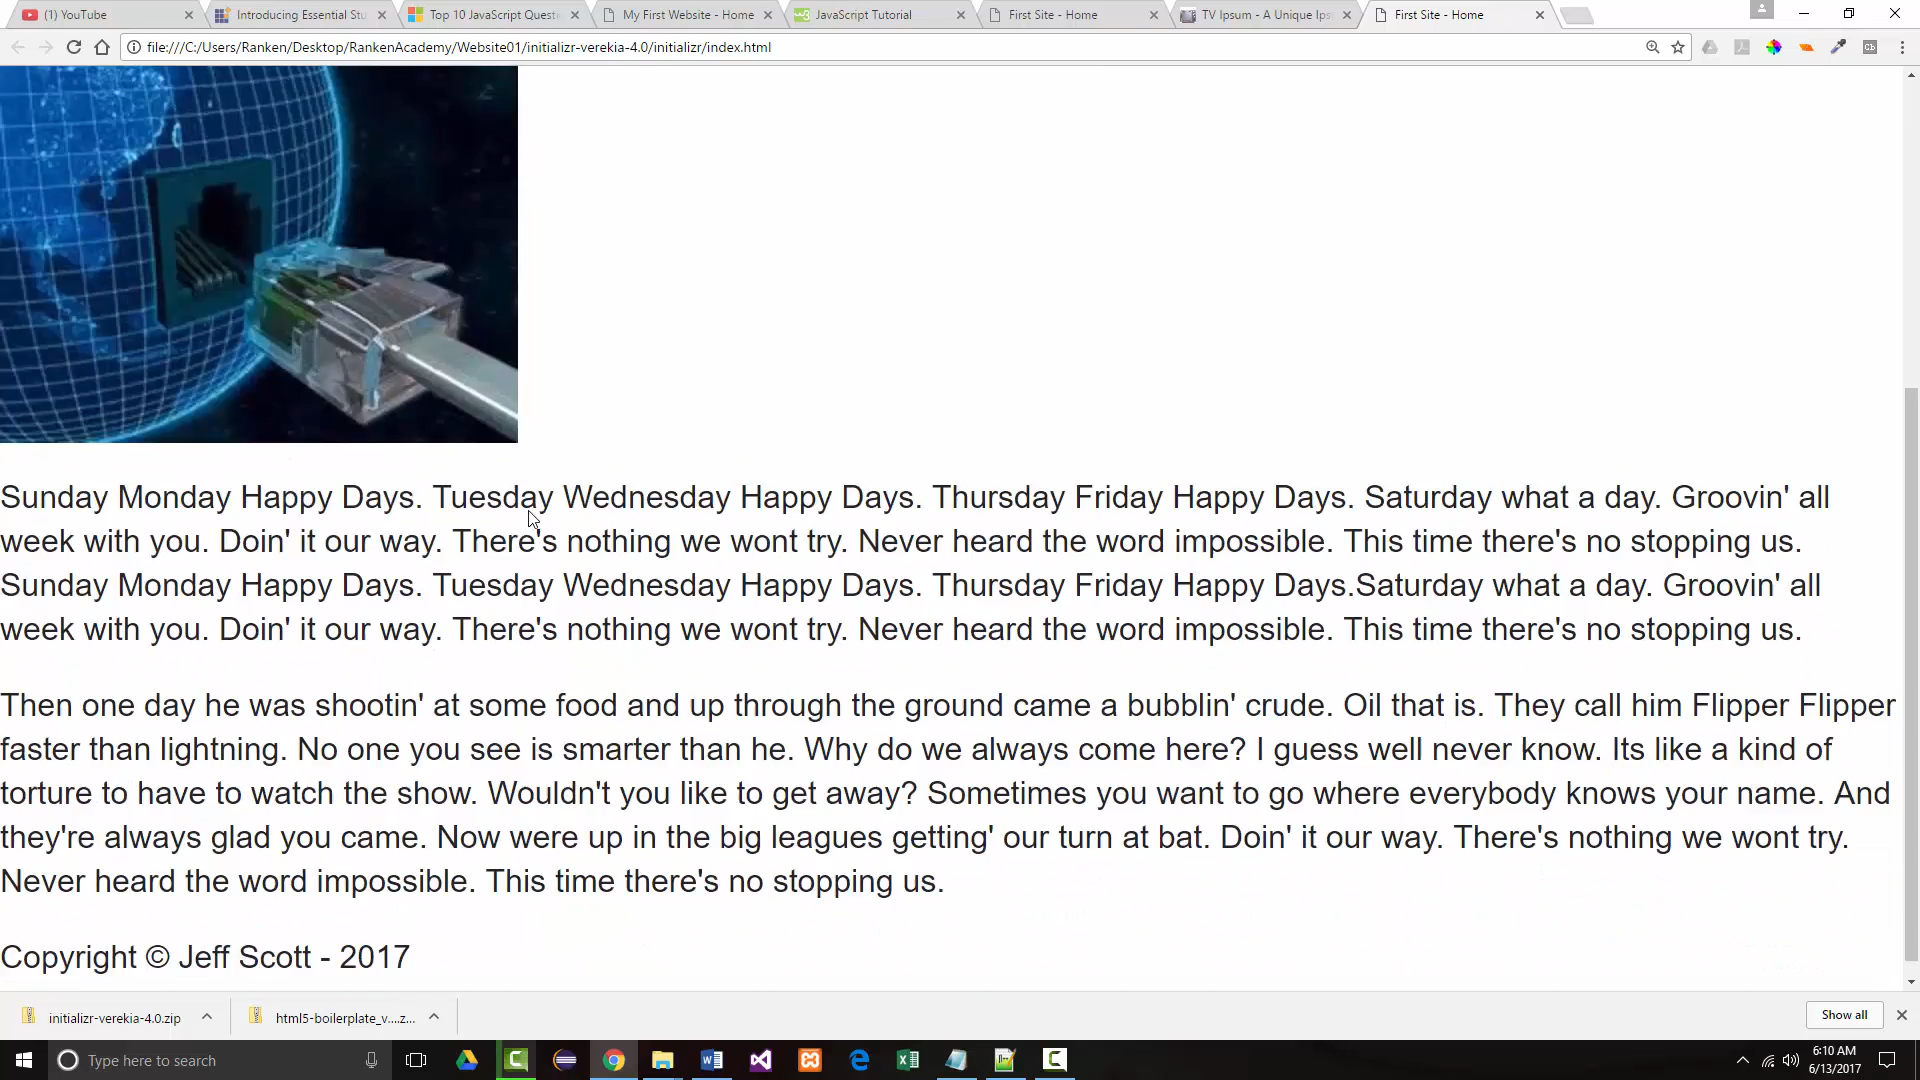 (1) YouTube
Introducing Essential Stu
Top 10 JavaScript Questi
My First Website - Home
JavaScript Tutorial
First Site - Home
TV Ipsum - A Unique Ips
First Site - Home
file:///C:/Users/Ranken/Desktop/RankenAcademy/Website01/initializr-verekia-4.0/initializr/index.html
Sunday Monday Happy Days. Tuesday Wednesday Happy Days. Thursday Friday Happy Days. Saturday what a day. Groovin' all
week with you. Doin' it our way. There's nothing we wont try. Never heard the word impossible. This time there's no stopping us.
Sunday Monday Happy Days. Tuesday Wednesday Happy Days. Thursday Friday Happy Days.Saturday what a day. Groovin' all
week with you. Doin' it our way. There's nothing we wont try. Never heard the word impossible. This time there's no stopping us.
Then one day he was shootin' at some food and up through the ground came a bubblin' crude. Oil that is. They call him Flipper Flipper
faster than lightning. No one you see is smarter than he. Why do we always come here? I guess well never know. Its like a kind of
torture to have to watch the show. Wouldn't you like to get away? Sometimes you want to go where everybody knows your name. And
they're always glad you came. Now were up in the big leagues getting' our turn at bat. Doin' it our way. There's nothing we wont try.
Never heard the word impossible. This time there's no stopping us.
Copyright © Jeff Scott - 2017
initializr-verekia-4.0.zip
html5-boilerplate_v....z...
Show all
Type here to search
6:10 AM
6/13/2017